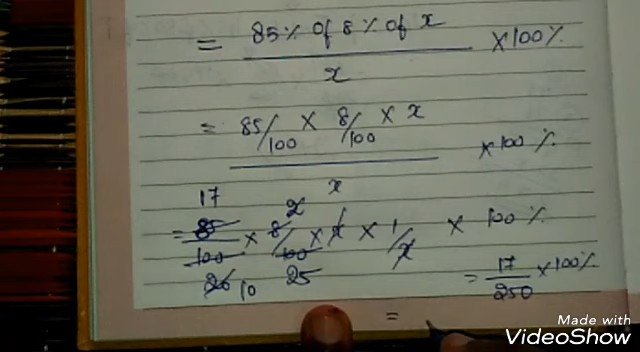 = 85% of 8% of x
x × 100%
= 85/100 × 8/100 × x
x × 100%
17 2
= 85/100 × 8/100 × x × 1/x × 100%
20 10 25
= 17/250 × 100%
=
Made with
VideoShow